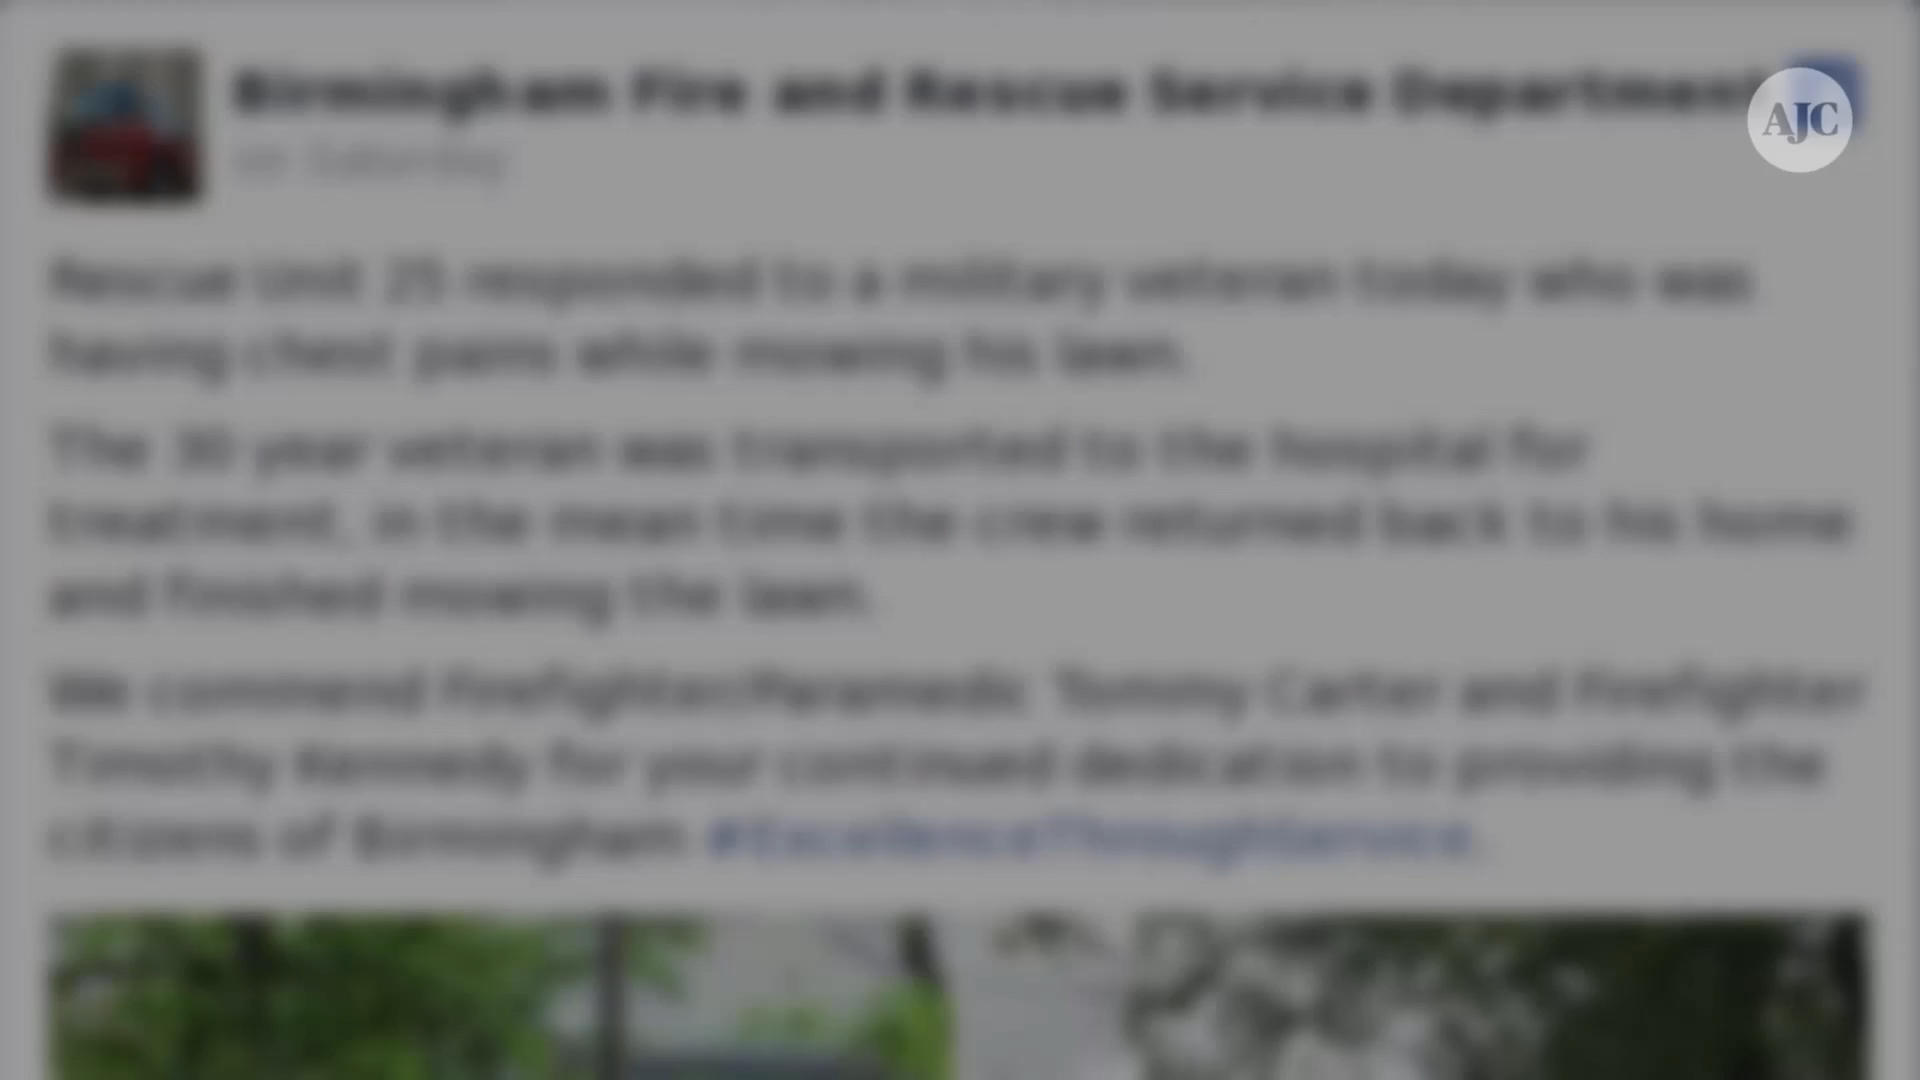 Birmingham Fire and Rescue Service Department
on Saturday
AJC
Rescue Unit 25 responded to a military veteran today who was
having chest pains while mowing his lawn.
The 30 year veteran was transported to the hospital for
treatment, in the mean time the crew returned back to his home
and finished mowing the lawn.
We commend Firefighter/Paramedic Tommy Carter and Firefighter
Timothy Kennedy for your continued dedication to providing the
citizens of Birmingham #ExcellenceThroughService.